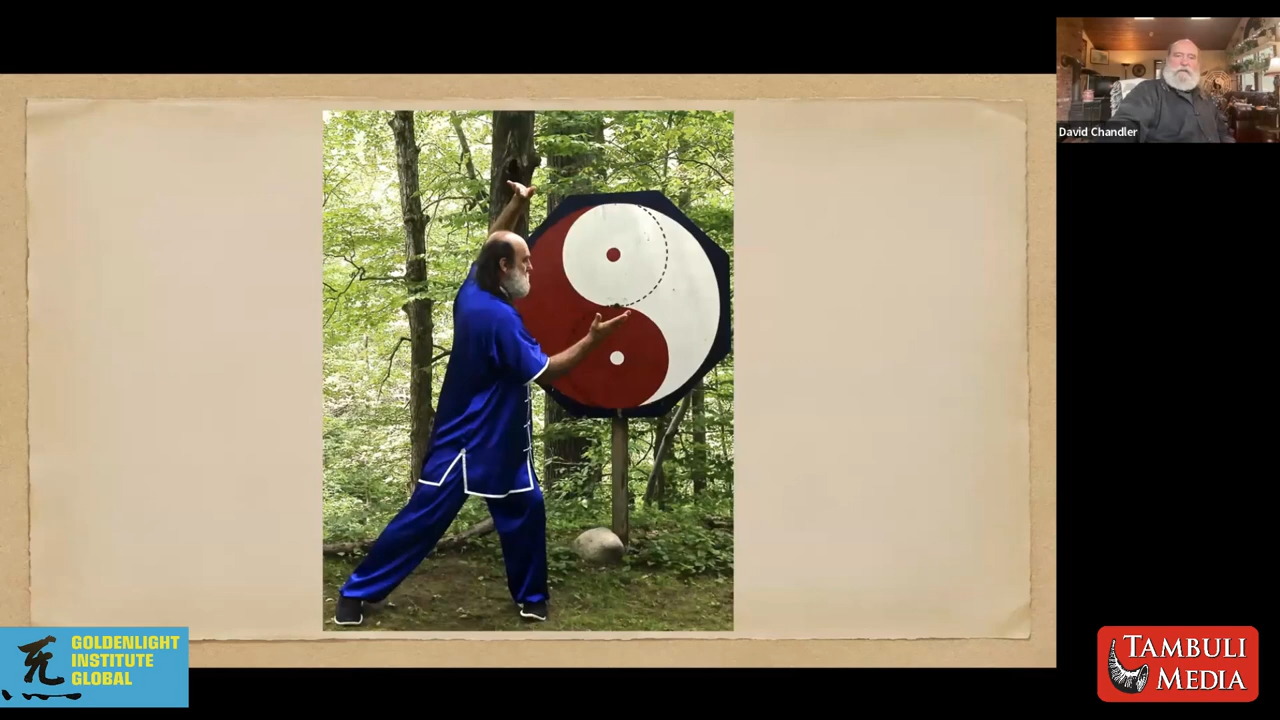 David Chandler
GOLDENLIGHT
INSTITUTE
GLOBAL
TAMBULI
MEDIA